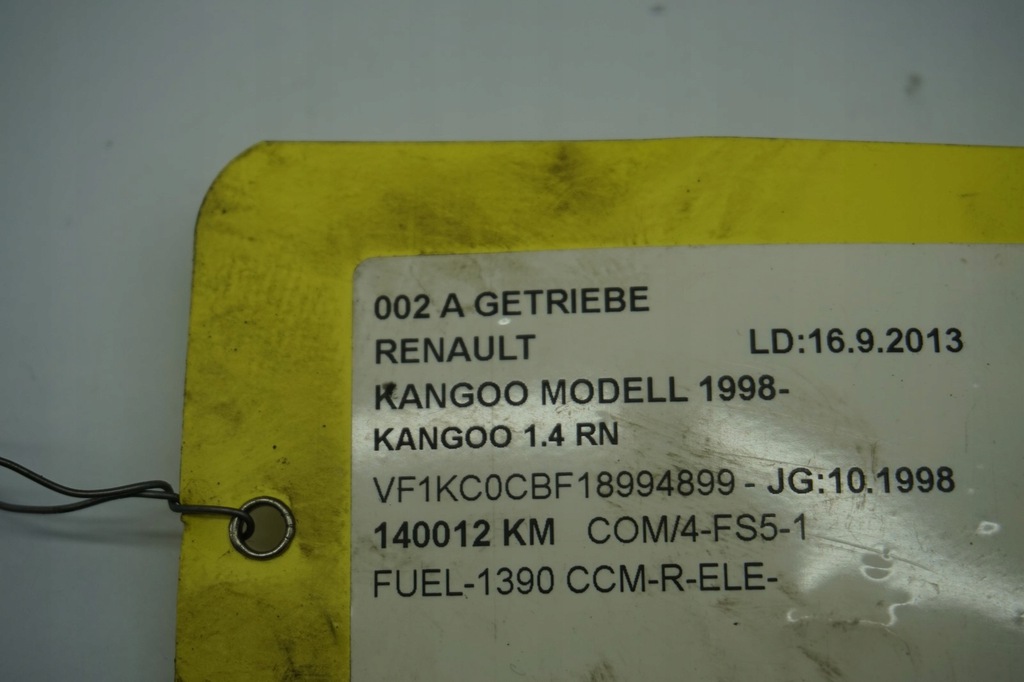 002 A GETRIEBE
RENAULT LD:16.9.2013
KANGOO MODELL 1998-
KANGOO 1.4 RN
VF1KC0CBF18994899 - JG:10.1998
140012 KM COM/4-FS5-1
FUEL-1390 CCM-R-ELE-